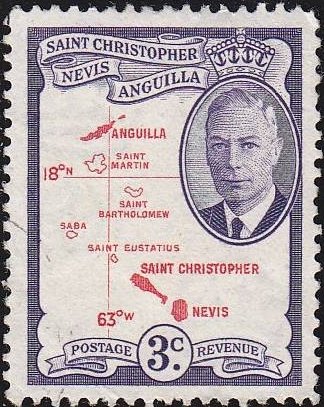 SAINT CHRISTOPHER
NEVIS
ANGUILLA
ANGUILLA
18°N
SAINT
MARTIN
SAINT
BARTHOLOMEW
SABA
SAINT EUSTATIUS
SAINT CHRISTOPHER
NEVIS
63°W
POSTAGE
3C.
REVENUE